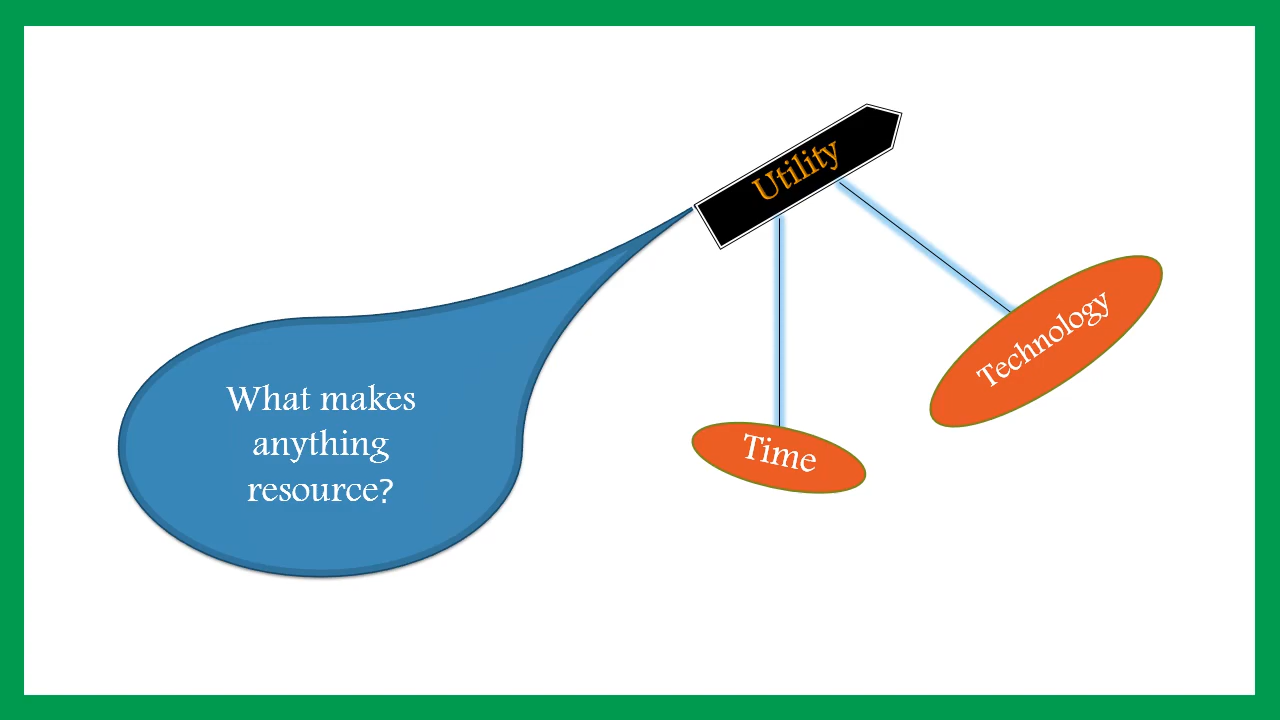 What makes
anything
resource?
Utility
Time
Technology